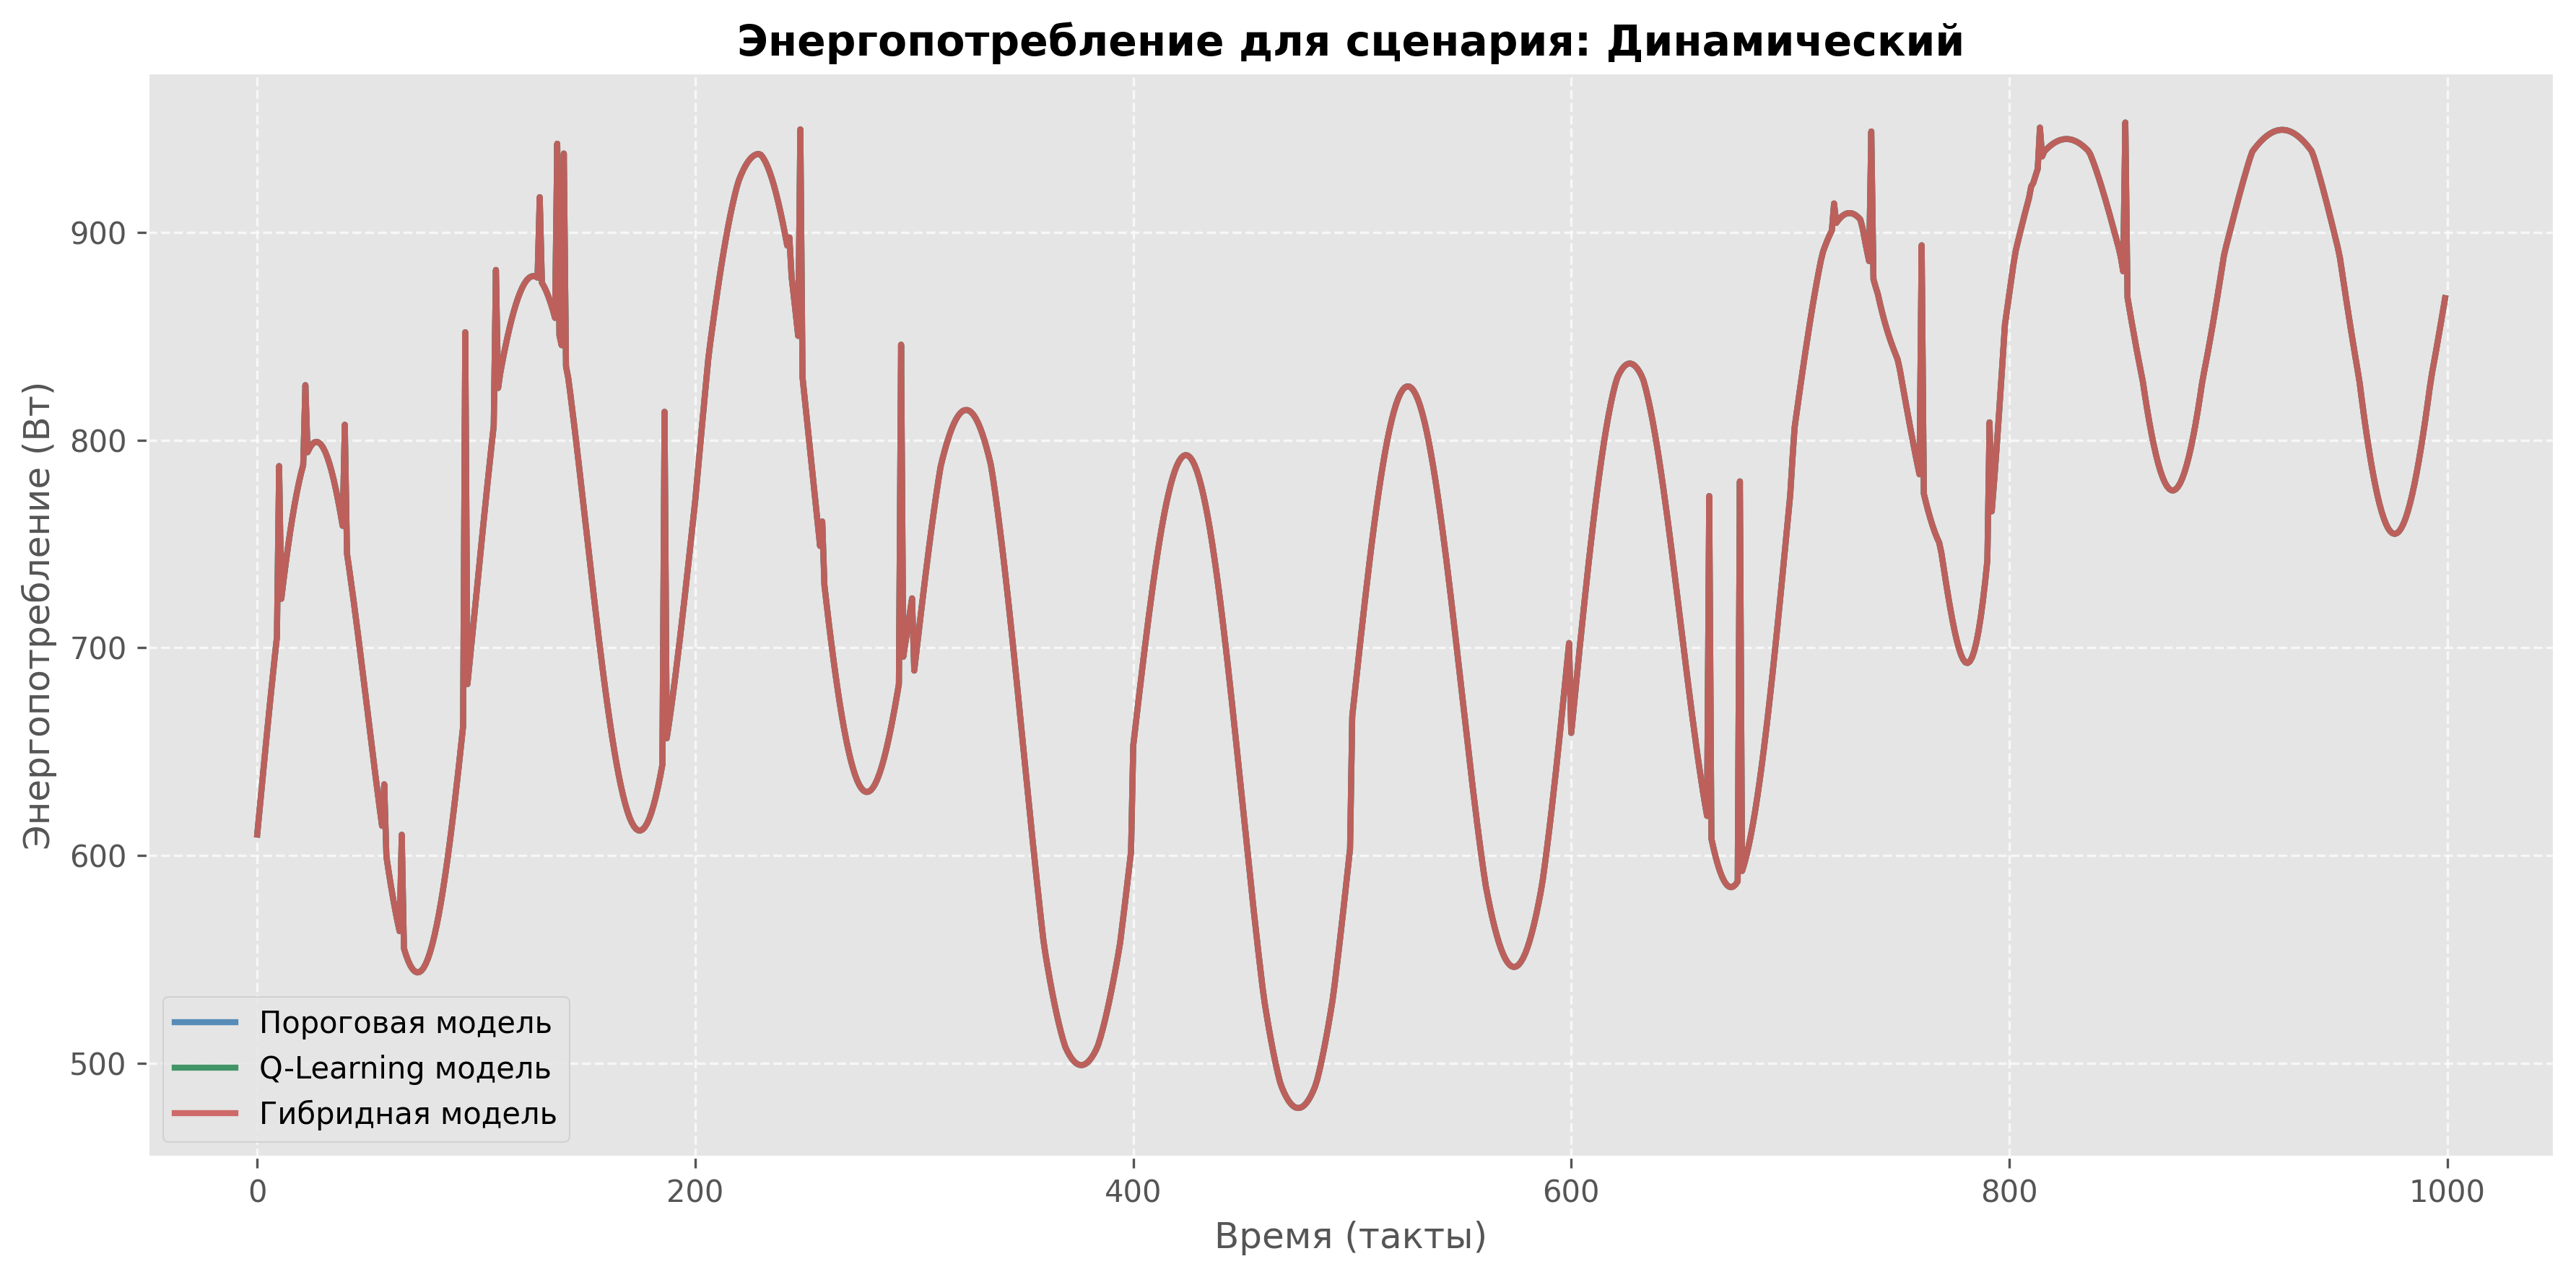 Энергопотребление для сценария: Динамический
Энергопотребление (Вт)
900
800
700
600
500
Пороговая модель
Q-Learning модель
Гибридная модель
0 200 400 600 800 1000
Время (такты)